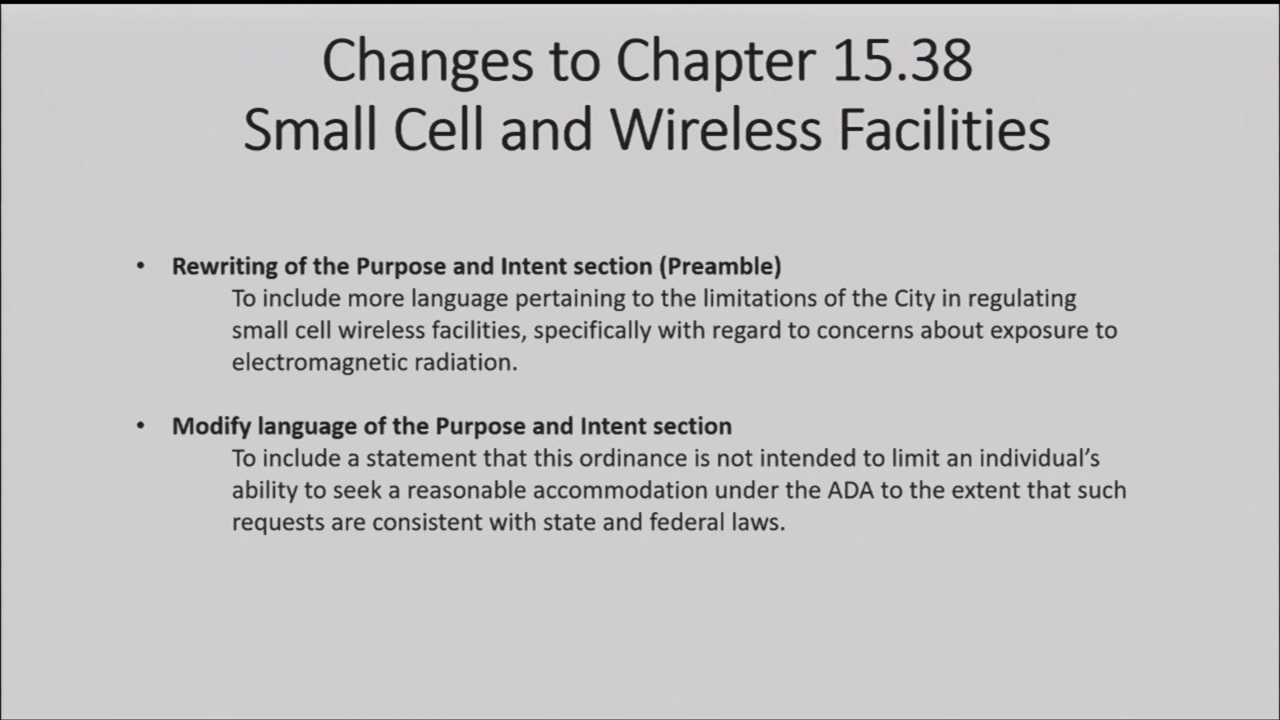 Changes to Chapter 15.38
Small Cell and Wireless Facilities
• Rewriting of the Purpose and Intent section (Preamble)
To include more language pertaining to the limitations of the City in regulating
small cell wireless facilities, specifically with regard to concerns about exposure to
electromagnetic radiation.
• Modify language of the Purpose and Intent section
To include a statement that this ordinance is not intended to limit an individual’s
ability to seek a reasonable accommodation under the ADA to the extent that such
requests are consistent with state and federal laws.